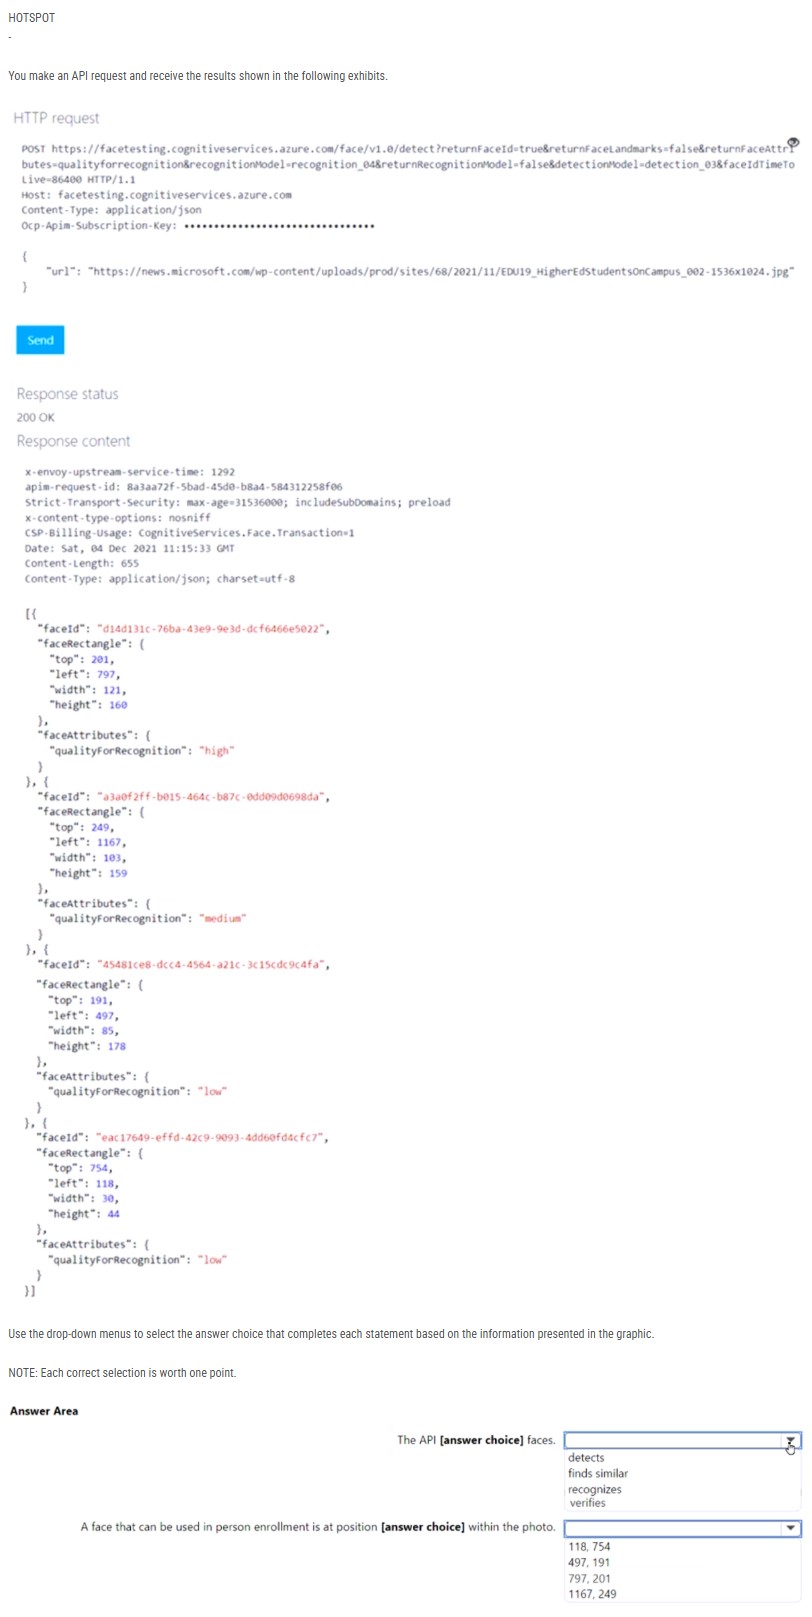 HOTSPOT
-
You make an API request and receive the results shown in the following exhibits.
HTTP request
POST https://facetesting.cognitiveservices.azure.com/face/v1.0/detect?returnFaceId=true&returnFaceLandmarks=false&returnFaceAttri
butes=qualityforrecognition&recognitionModel=recognition_04&returnRecognitionModel=false&detectionModel=detection_03&faceIdTimeTo
Live=86400 HTTP/1.1
Host: facetesting.cognitiveservices.azure.com
Content-Type: application/json
Ocp-Apim-Subscription-Key: ••••••••••••••••••••••••••••••••
{
"url": "https://news.microsoft.com/wp-content/uploads/prod/sites/68/2021/11/EDU19_HigherEdStudentsOnCampus_002-1536x1024.jpg"
}
Send
Response status
200 OK
Response content
x-envoy-upstream-service-time: 1292
apim-request-id: 8a3aa72f-5bad-45d0-b8a4-584312258f06
Strict-Transport-Security: max-age=31536000; includeSubDomains; preload
x-content-type-options: nosniff
CSP-Billing-Usage: CognitiveServices.Face.Transaction=1
Date: Sat, 04 Dec 2021 11:15:33 GMT
Content-Length: 655
Content-Type: application/json; charset=utf-8
[{
"faceId": "d14d131c-76ba-43e9-9e3d-dcf6466e5022",
"faceRectangle": {
"top": 201,
"left": 797,
"width": 121,
"height": 160
},
"faceAttributes": {
"qualityForRecognition": "high"
}
}, {
"faceId": "a3a0f2ff-b015-464c-b87c-0dd09d0698da",
"faceRectangle": {
"top": 249,
"left": 1167,
"width": 103,
"height": 159
},
"faceAttributes": {
"qualityForRecognition": "medium"
}
}, {
"faceId": "45481ce8-dcc4-4564-a21c-3c15cdc9c4fa",
"faceRectangle": {
"top": 191,
"left": 497,
"width": 85,
"height": 178
},
"faceAttributes": {
"qualityForRecognition": "low"
}
}, {
"faceId": "eac17649-effd-42c9-9093-4dd60fd4cfc7",
"faceRectangle": {
"top": 754,
"left": 118,
"width": 30,
"height": 44
},
"faceAttributes": {
"qualityForRecognition": "low"
}
}]
Use the drop-down menus to select the answer choice that completes each statement based on the information presented in the graphic.
NOTE: Each correct selection is worth one point.
Answer Area
The API [answer choice] faces.
detects
finds similar
recognizes
verifies
A face that can be used in person enrollment is at position [answer choice] within the photo.
118, 754
497, 191
797, 201
1167, 249